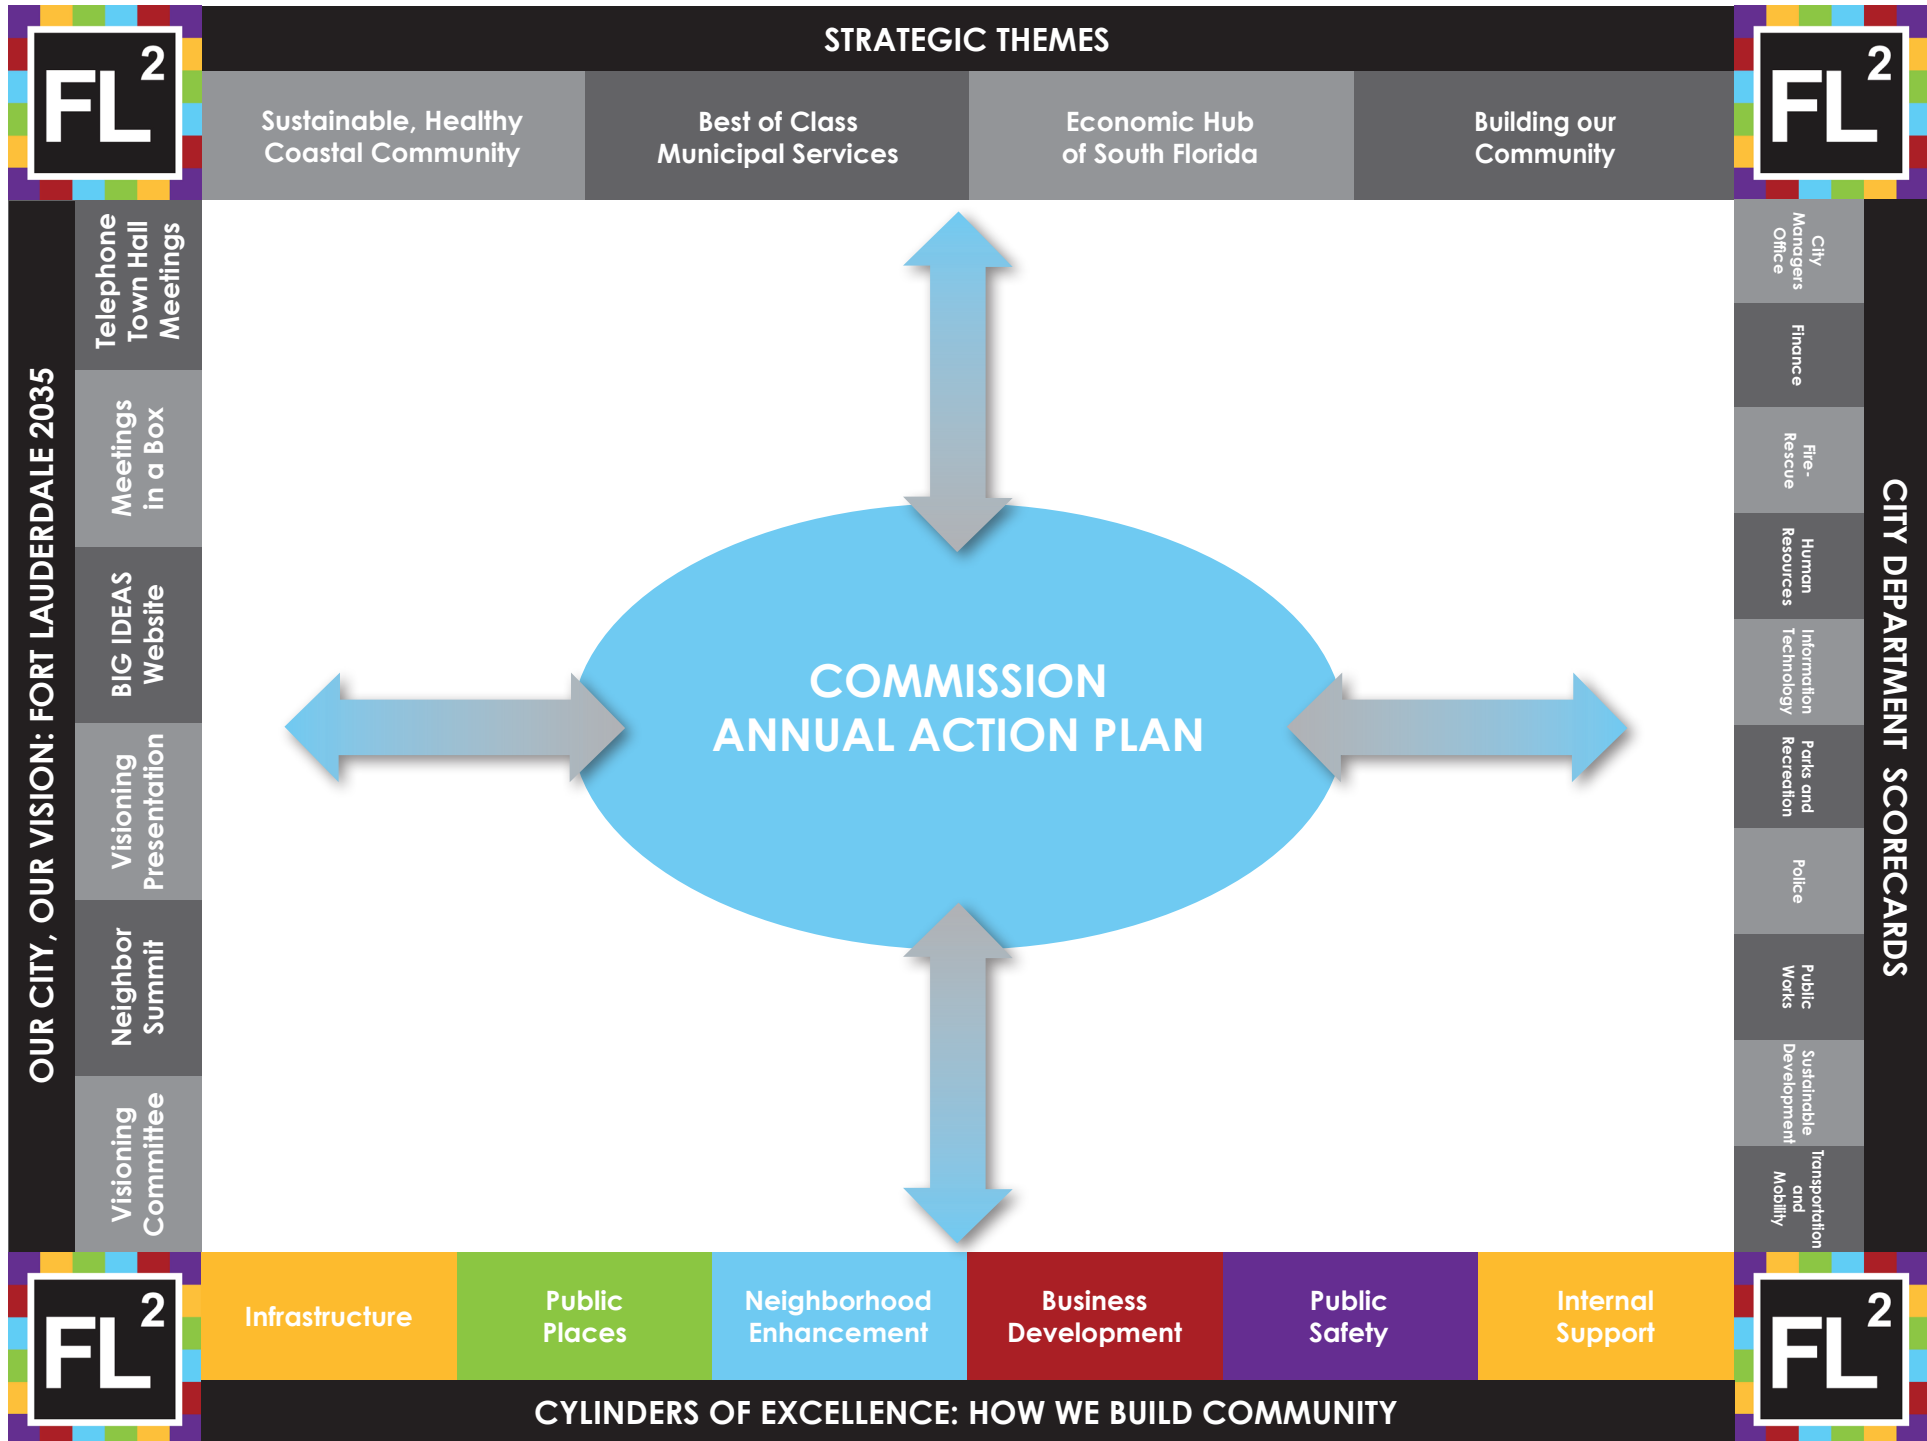 FL2
STRATEGIC THEMES
FL2
Sustainable, Healthy
Coastal Community
Best of Class
Municipal Services
Economic Hub
of South Florida
Building our
Community
OUR CITY, OUR VISION: FORT LAUDERDALE 2035
Telephone
Town Hall
Meetings
Meetings
in a Box
BIG IDEAS
Website
Visioning
Presentation
Neighbor
Summit
Visioning
Committee
COMMISSION
ANNUAL ACTION PLAN
City
Managers
Office
Finance
Fire-
Rescue
Human
Resources
Information
Technology
Parks and
Recreation
Police
Public
Works
Sustainable
Development
Transportation
and
Mobility
CITY DEPARTMENT SCORECARDS
FL2
Infrastructure
Public
Places
Neighborhood
Enhancement
Business
Development
Public
Safety
Internal
Support
FL2
CYLINDERS OF EXCELLENCE: HOW WE BUILD COMMUNITY